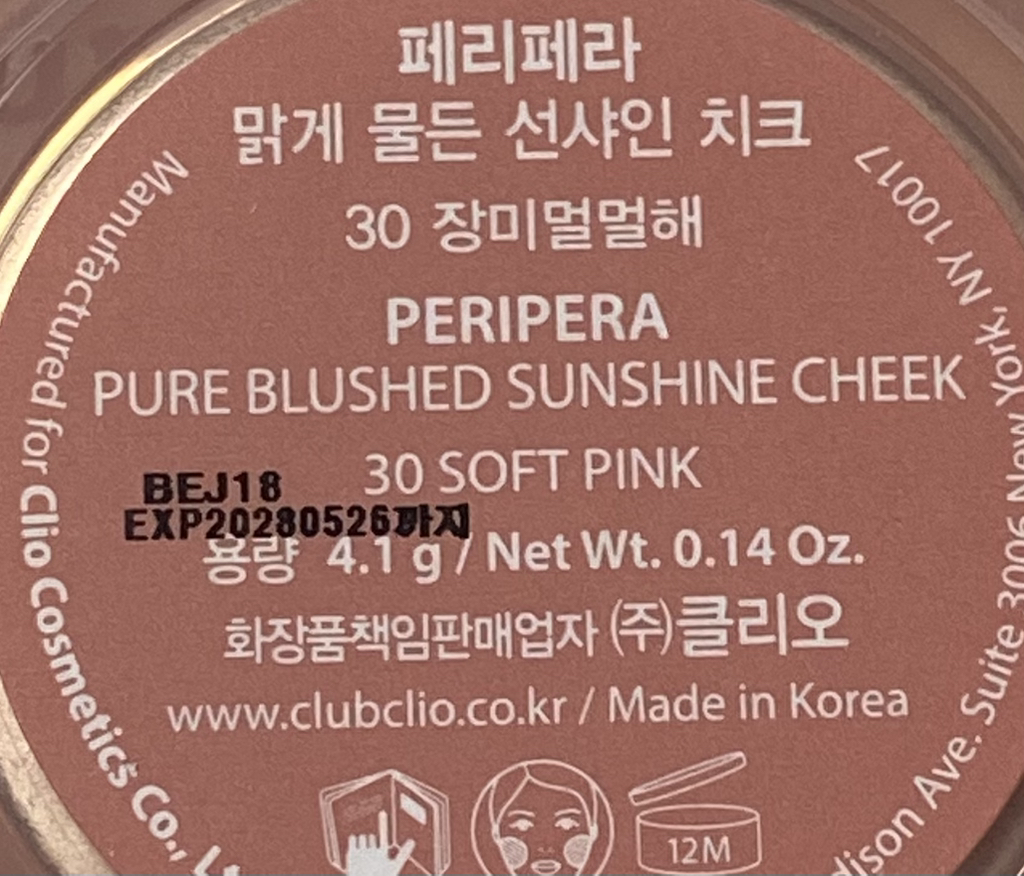 페리페라
맑게 물든 선샤인 치크
30 장미멀멀해
PERIPERA
PURE BLUSHED SUNSHINE CHEEK
30 SOFT PINK
BEJ18
EXP20280526까지
용량 4.1 g / Net Wt. 0.14 Oz.
화장품책임판매업자 ㈜클리오
www.clubclio.co.kr / Made in Korea
12M
Manufactured for Clio Cosmetics Co.,
Ave. Suite 3006 New York, NY 10017